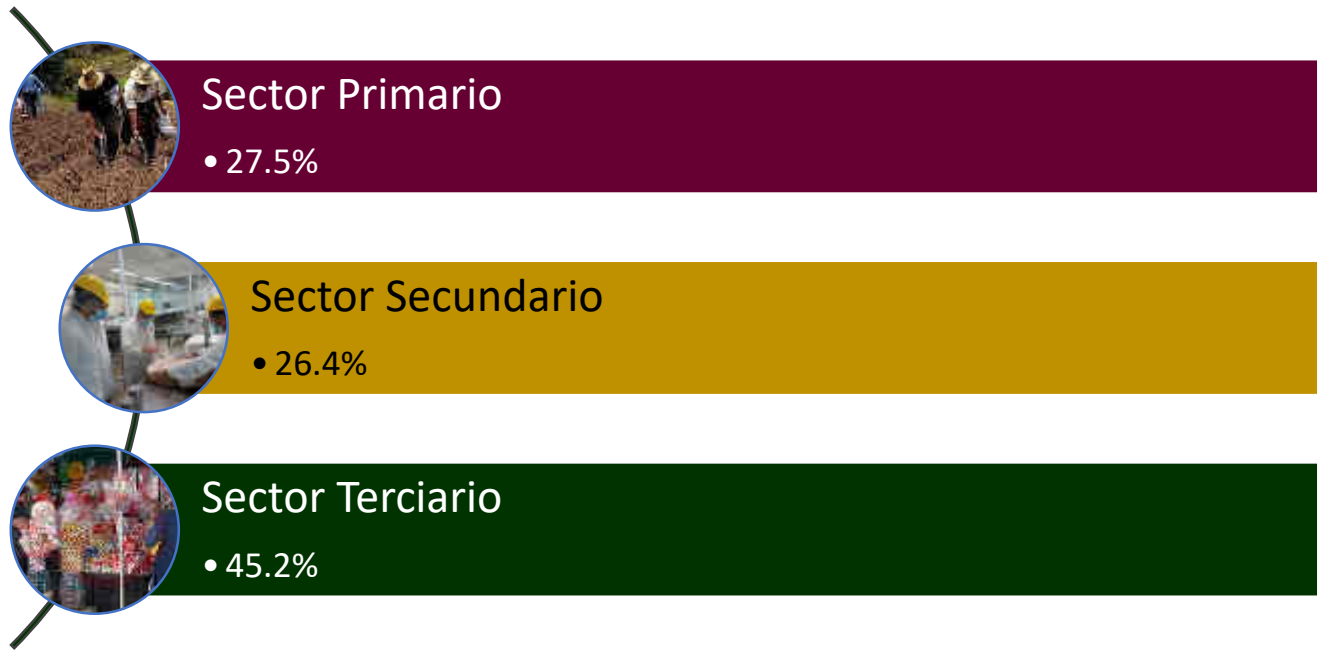 Sector Primario
• 27.5%
Sector Secundario
• 26.4%
Sector Terciario
• 45.2%